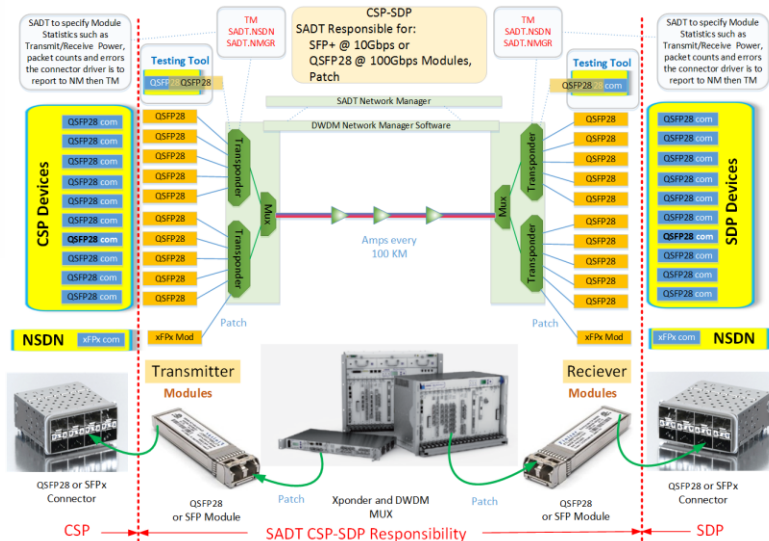 SADT to specify Module
Statistics such as
Transmit/Receive Power,
packet counts and errors
the connector driver is to
report to NM then TM
TM
SADT.NSDN
SADT.NMGR
CSP-SDP
SADT Responsible for:
SFP+ @ 10Gbps or
QSFP28 @ 100Gbps Modules,
Patch
TM
SADT.NSDN
SADT.NMGR
SADT to specify Module
Statistics such as
Transmit/Receive Power,
packet counts and errors
the connector driver is to
report to NM then TM
Testing Tool
QSFP28 QSFP28
Testing Tool
QSFP28 com
SADT Network Manager
DWDM Network Manager Software
CSP Devices
QSFP28 com
QSFP28 com
QSFP28 com
QSFP28 com
QSFP28 com
QSFP28 com
QSFP28 com
QSFP28 com
QSFP28 com
QSFP28 com
QSFP28
QSFP28
QSFP28
QSFP28
QSFP28
QSFP28
QSFP28
QSFP28
QSFP28
QSFP28
Transponder
Transponder
Mux
Amps every
100 KM
Mux
Transponder
Transponder
QSFP28
QSFP28
QSFP28
QSFP28
QSFP28
QSFP28
QSFP28
QSFP28
QSFP28
QSFP28
QSFP28 com
QSFP28 com
QSFP28 com
QSFP28 com
QSFP28 com
QSFP28 com
QSFP28 com
QSFP28 com
QSFP28 com
QSFP28 com
SDP Devices
NSDN
xFPx com
xFPx Mod
Patch
Patch
xFPx Mod
xFPx com
NSDN
Transmitter
Modules
Reciever
Modules
QSFP28 or SFPx
Connector
QSFP28
or SFP Module
Patch
Xponder and DWDM
MUX
Patch
QSFP28
or SFP Module
QSFP28 or SFPx
Connector
CSP
SADT CSP-SDP Responsibility
SDP